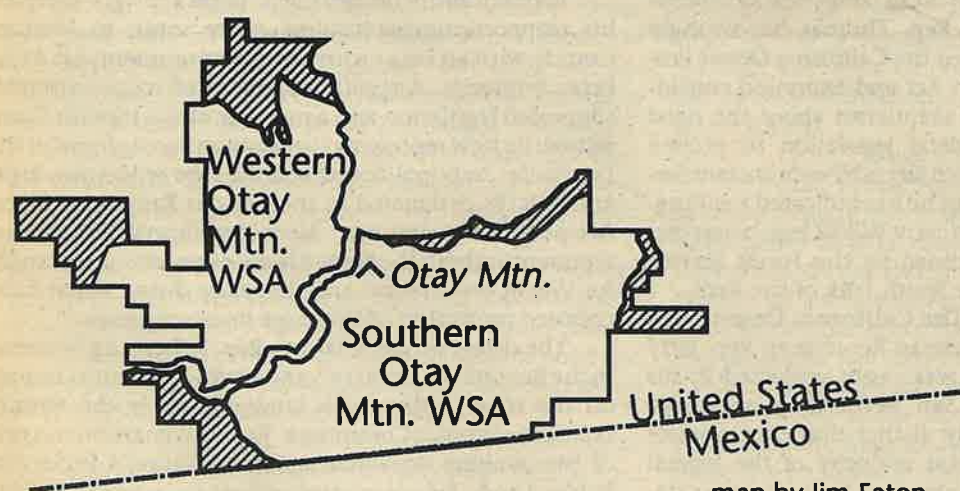 Western
Otay
Mtn.
WSA
Otay Mtn.
Southern
Otay
Mtn. WSA
United States
Mexico
map by Jim Eaton